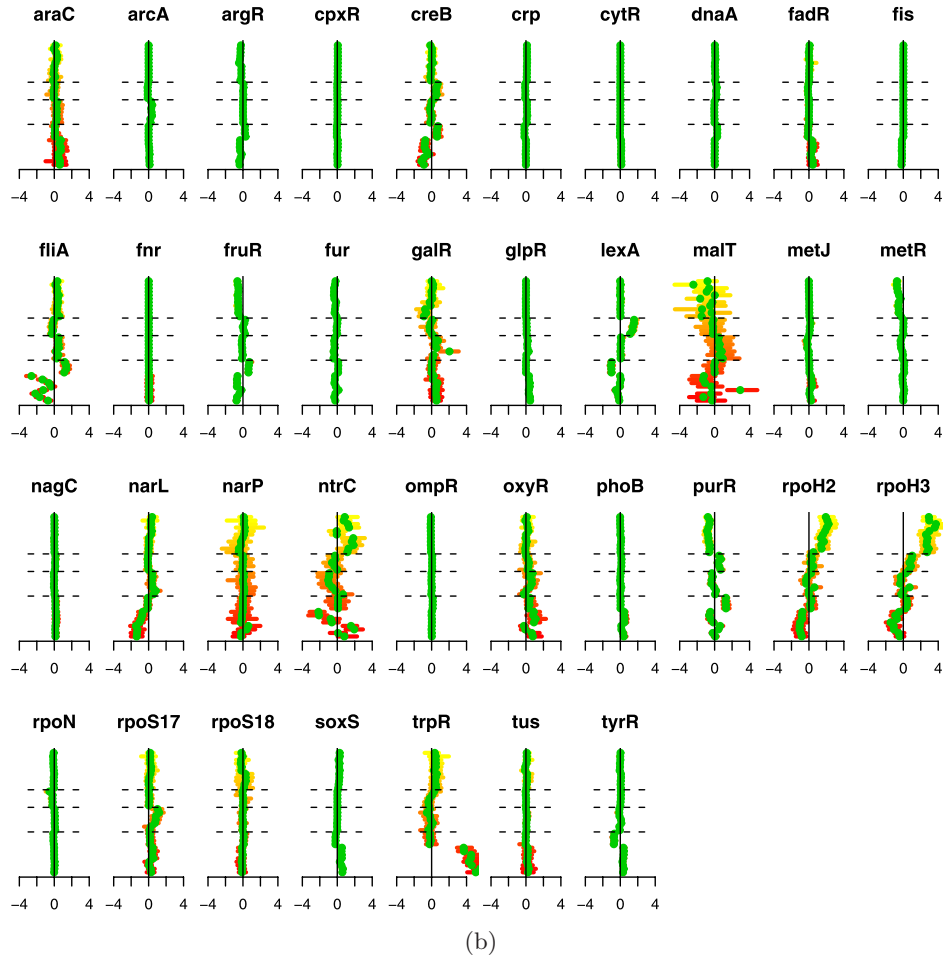 araC arcA argR cpxR creB crp cytR dnaA fadR fis
−4 0 4 −4 0 4 −4 0 4 −4 0 4 −4 0 4 −4 0 4 −4 0 4 −4 0 4 −4 0 4 −4 0 4
fliA fnr fruR fur galR glpR lexA malT metJ metR
−4 0 4 −4 0 4 −4 0 4 −4 0 4 −4 0 4 −4 0 4 −4 0 4 −4 0 4 −4 0 4 −4 0 4
nagC narL narP ntrC ompR oxyR phoB purR rpoH2 rpoH3
−4 0 4 −4 0 4 −4 0 4 −4 0 4 −4 0 4 −4 0 4 −4 0 4 −4 0 4 −4 0 4 −4 0 4
rpoN rpoS17 rpoS18 soxS trpR tus tyrR
−4 0 4 −4 0 4 −4 0 4 −4 0 4 −4 0 4 −4 0 4 −4 0 4
(b)